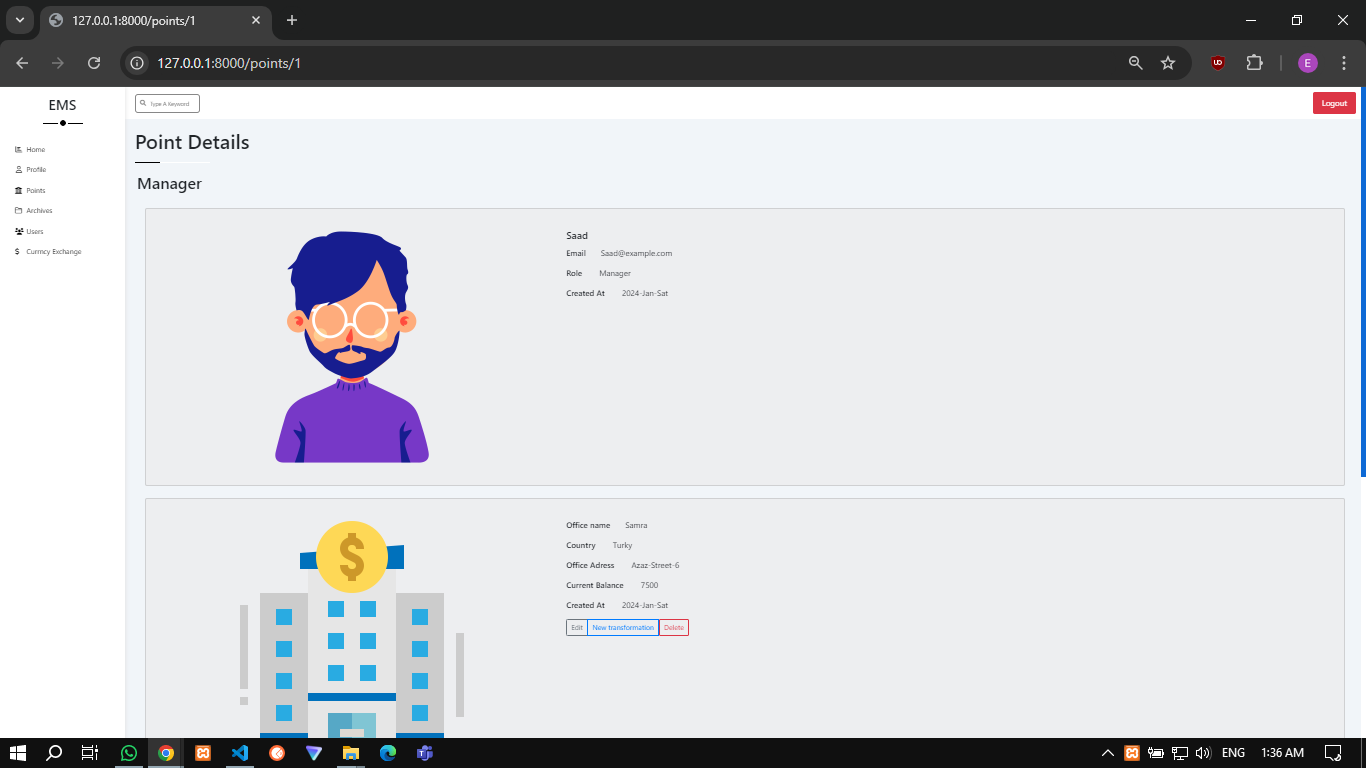 127.0.0.1:8000/points/1
127.0.0.1:8000/points/1
UD
E
EMS
Type A Keyword
Logout
Home
Profile
Points
Archives
Users
Currncy Exchange
Point Details
Manager
Saad
Email Saad@example.com
Role Manager
Created At 2024-Jan-Sat
$
Office name Samra
Country Turky
Office Adress Azaz-Street-6
Current Balance 7500
Created At 2024-Jan-Sat
Edit New transformation Delete
ENG 1:36 AM